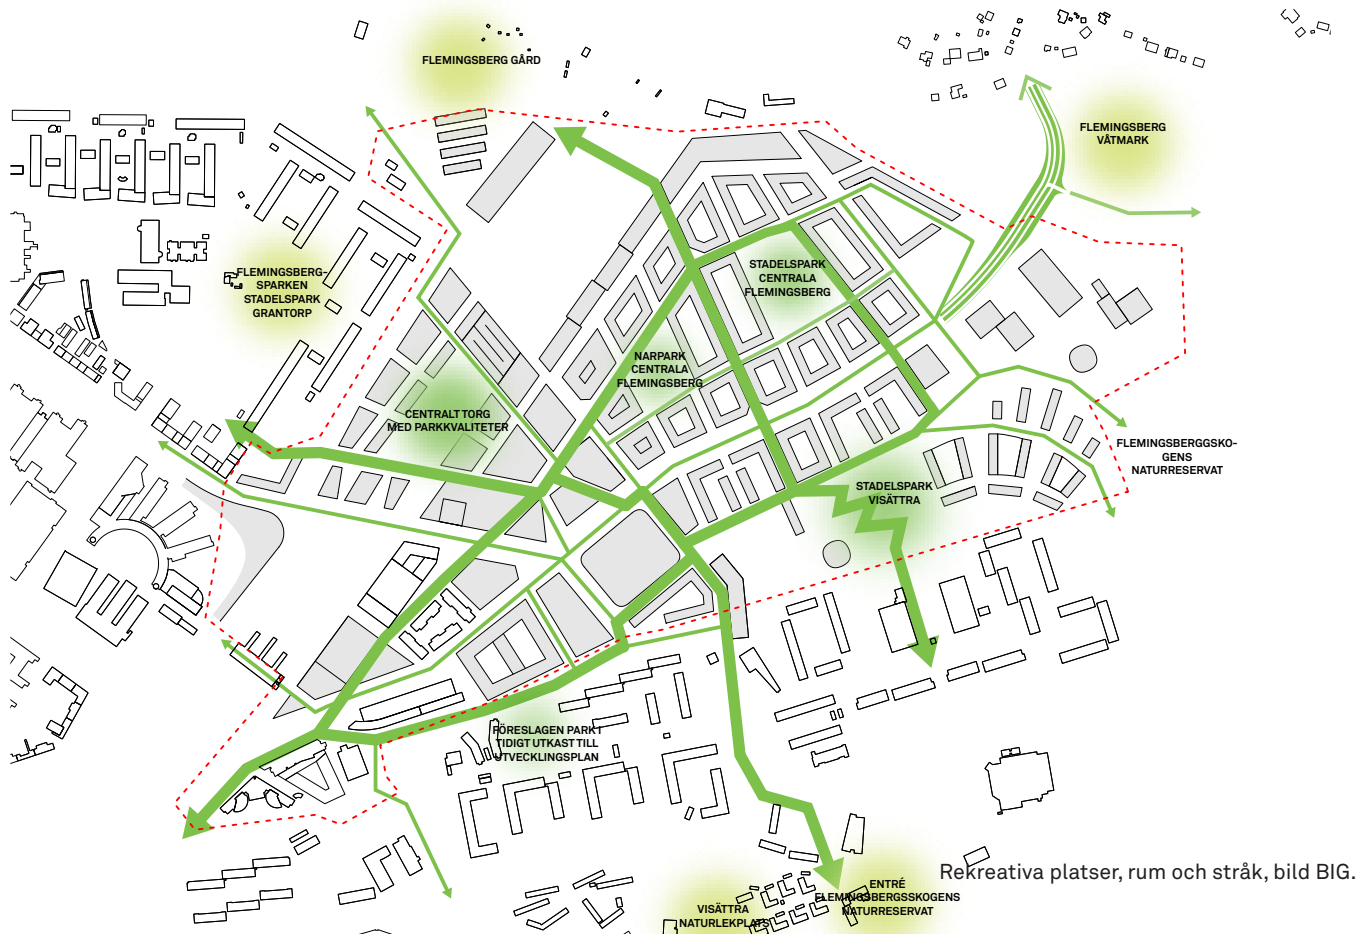 FLEMINGSBERG GÅRD
FLEMINGSBERG
VÅTMARK
FLEMINGSBERG-
SPARKEN
STADELSPARK
GRANTORP
STADELSPARK
CENTRALA
FLEMINGSBERG
NARPARK
CENTRALA
FLEMINGSBERG
CENTRALT TORG
MED PARKKVALITETER
FLEMINGSBERGGSKO-
GENS
NATURRESERVAT
STADELSPARK
VISÄTTRA
FÖRESLAGEN PARK I
TIDIGT UTKAST TILL
UTVECKLINGSPLAN
Rekreativa platser, rum och stråk, bild BIG.
ENTRÉ
FLEMINGSBERGSSKOGENS
NATURRESERVAT
VISÄTTRA
NATURLEKPLATS